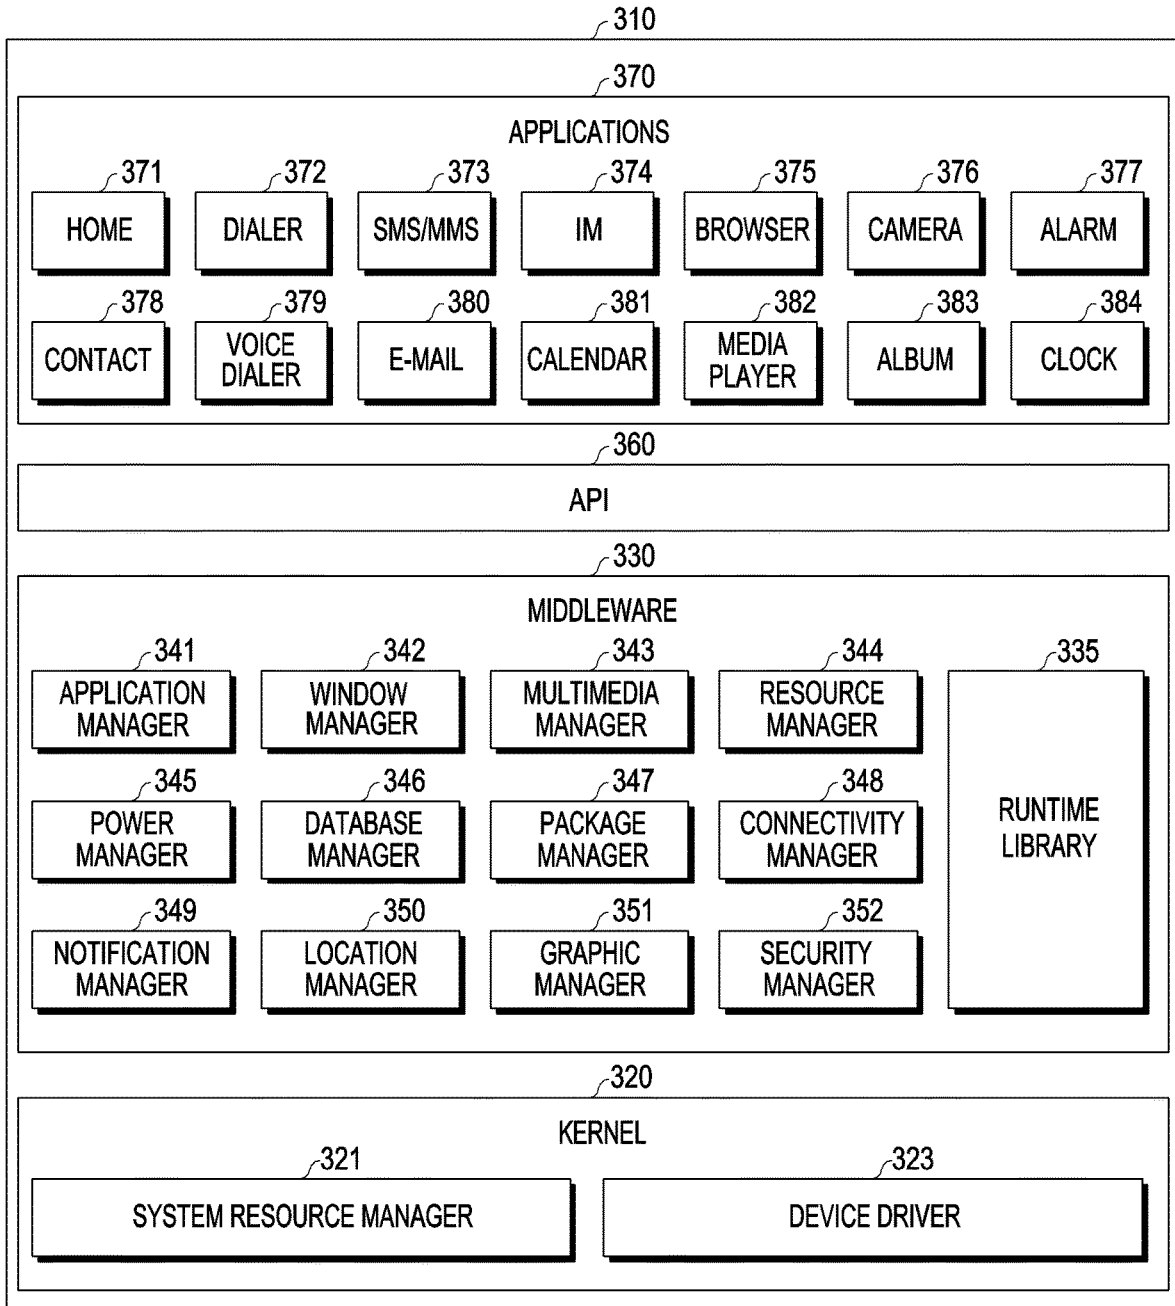 310
370
APPLICATIONS
371 372 373 374 375 376 377
HOME DIALER SMS/MMS IM BROWSER CAMERA ALARM
378 379 380 381 382 383 384
CONTACT VOICE DIALER E-MAIL CALENDAR MEDIA PLAYER ALBUM CLOCK
360
API
330
MIDDLEWARE
341 342 343 344 335
APPLICATION MANAGER WINDOW MANAGER MULTIMEDIA MANAGER RESOURCE MANAGER
345 346 347 348
POWER MANAGER DATABASE MANAGER PACKAGE MANAGER CONNECTIVITY MANAGER RUNTIME LIBRARY
349 350 351 352
NOTIFICATION MANAGER LOCATION MANAGER GRAPHIC MANAGER SECURITY MANAGER
320
KERNEL
321 323
SYSTEM RESOURCE MANAGER DEVICE DRIVER